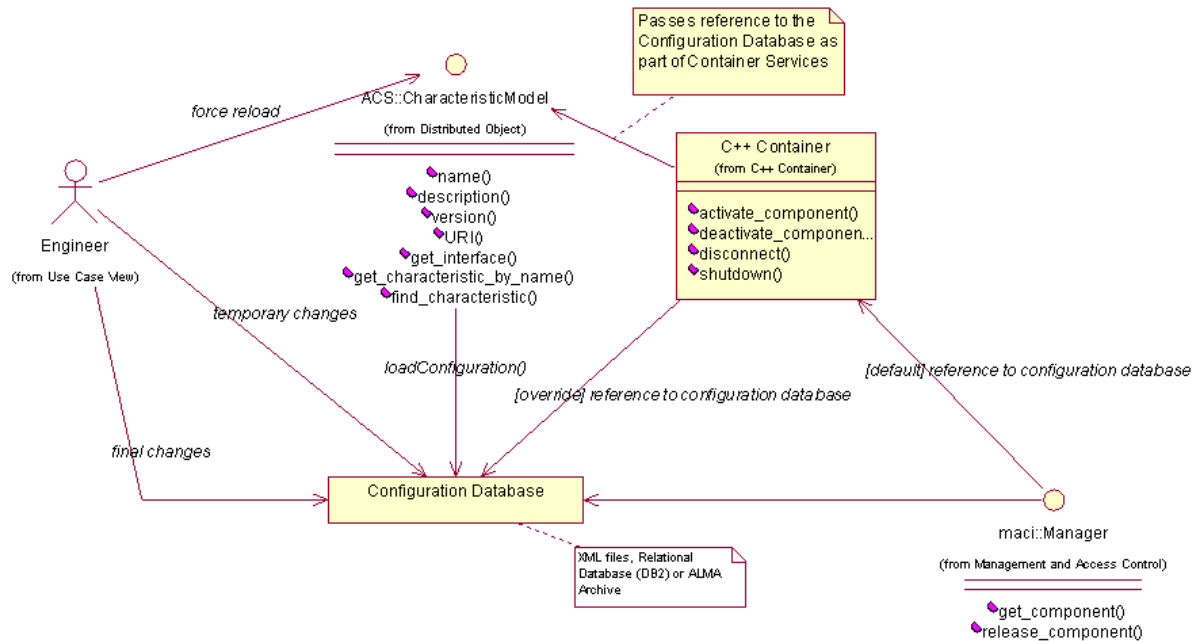 Passes reference to the
Configuration Database as
part of Container Services
force reload
ACS::CharacteristicModel
(from Distributed Object)
name()
description()
version()
URI()
get_interface()
get_characteristic_by_name()
find_characteristic()
C++ Container
(from C++ Container)
activate_component()
deactivate_componen...
disconnect()
shutdown()
Engineer
(from Use Case View)
temporary changes
loadConfiguration()
[override] reference to configuration database
[default] reference to configuration database
final changes
Configuration Database
XML files, Relational
Database (DB2) or ALMA
Archive
maci::Manager
(from Management and Access Control)
get_component()
release_component()